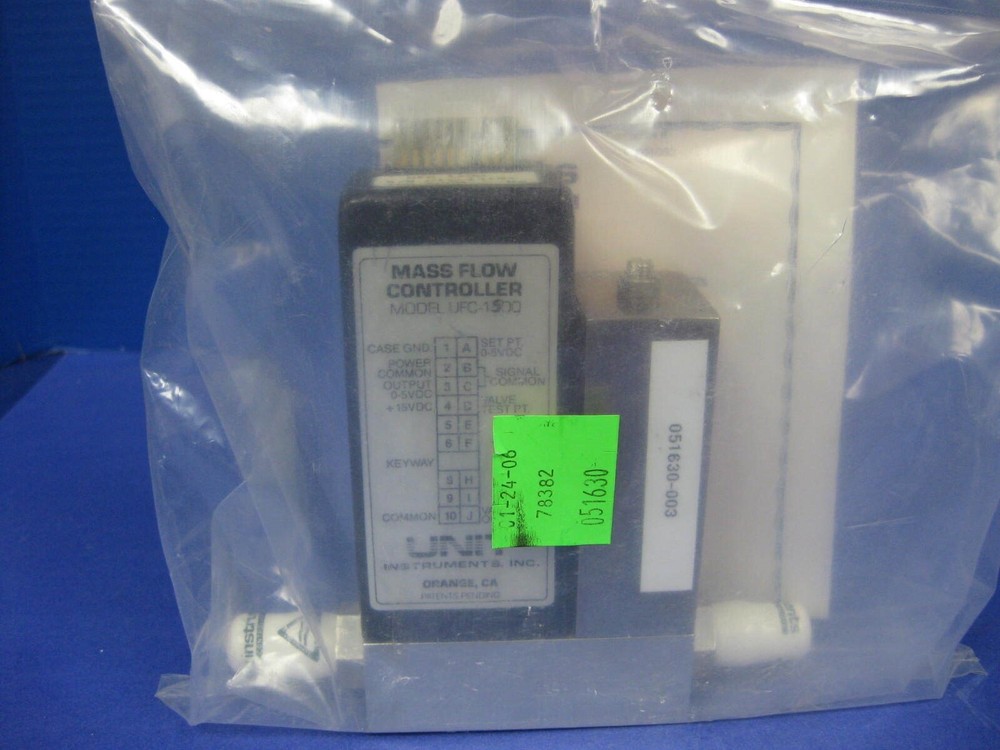 MASS FLOW
CONTROLLER
MODEL UFC-1500
CASE GND. 1 A SET PT. 0-5VDC
POWER COMMON 2 B SIGNAL COMMON
OUTPUT 0-5VDC 3 C
+15VDC 4 D VALVE TEST PT.
5 E
6 F
KEYWAY
9 H
9 I
COMMON 10 J
UNIT
INSTRUMENTS, INC.
ORANGE, CA
PATENTS PENDING
01-24-06
78382
051630
051630-003